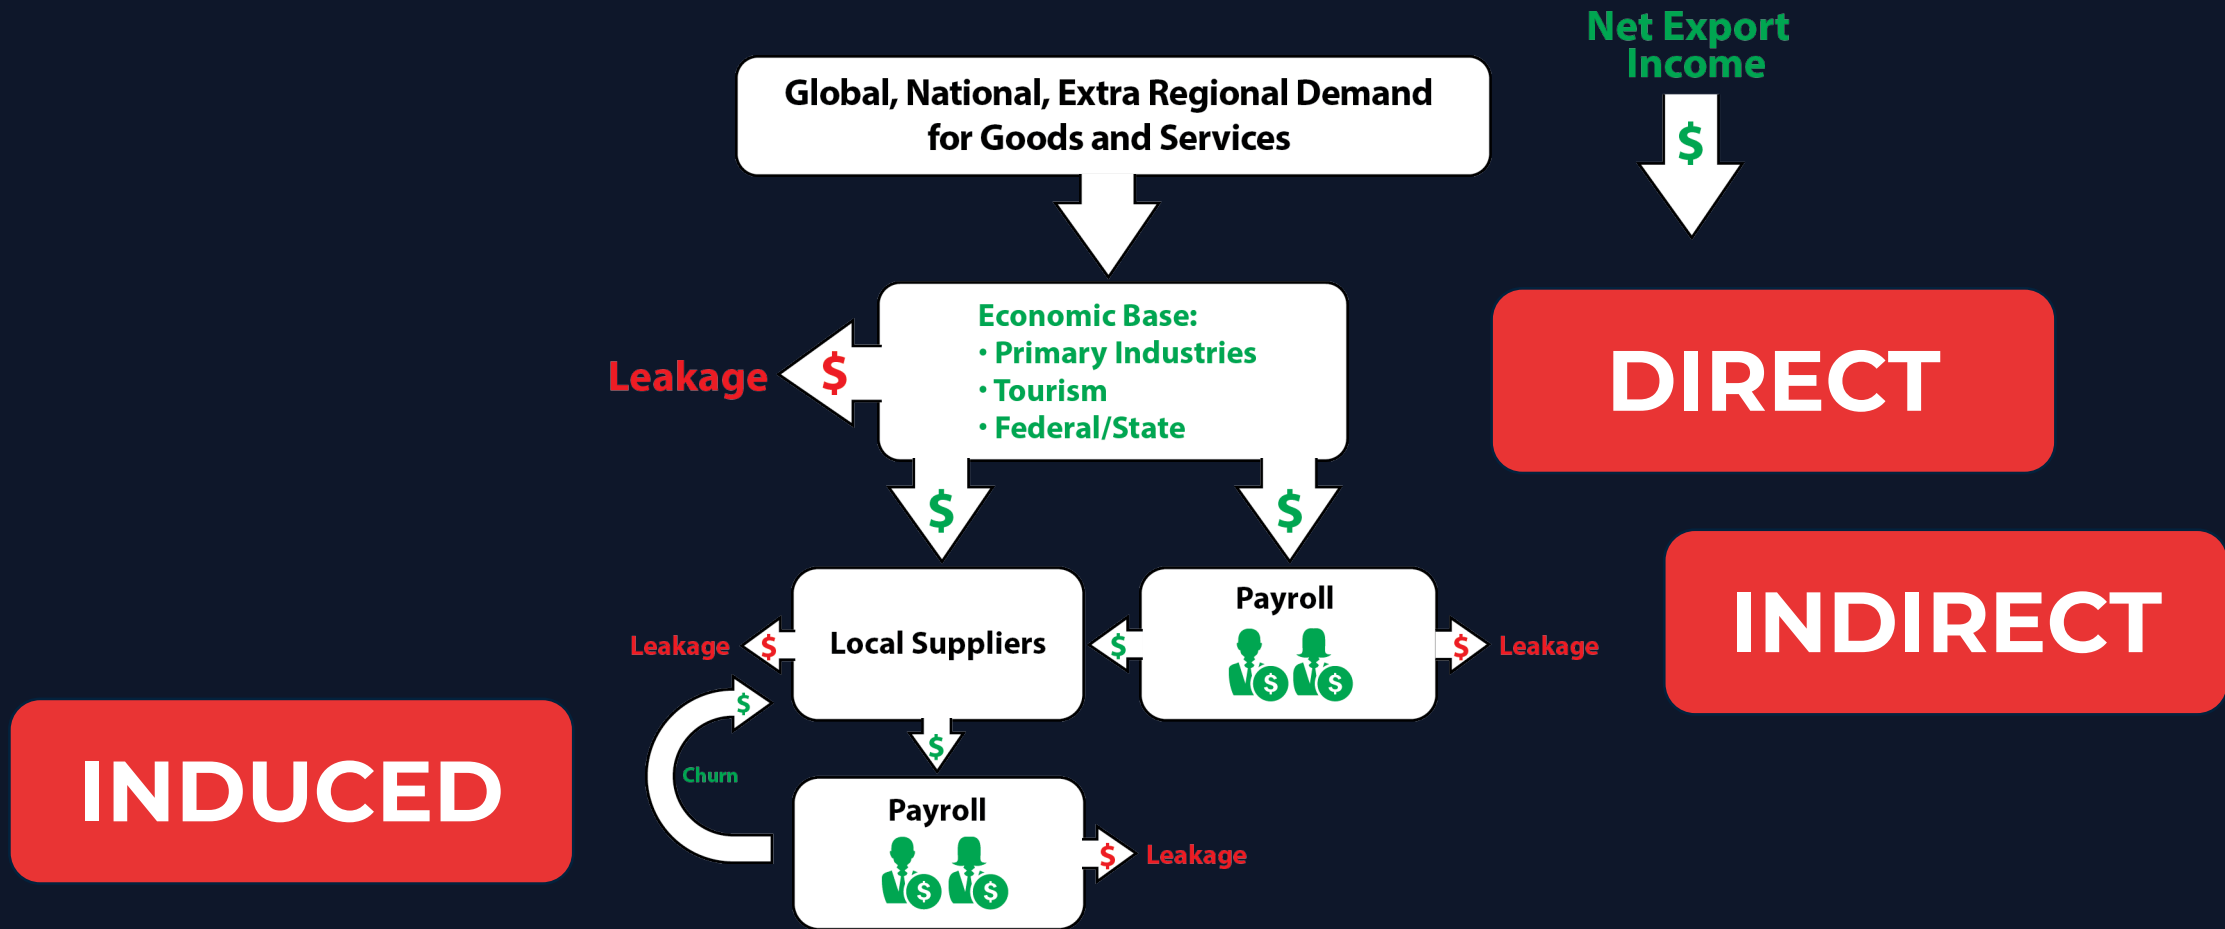 Net Export
Income
$
Global, National, Extra Regional Demand
for Goods and Services
Economic Base:
• Primary Industries
• Tourism
• Federal/State
Leakage
$
DIRECT
$
$
Payroll
Local Suppliers
Leakage
$
$
$
Leakage
$
$
INDIRECT
$
Churn
$
INDUCED
Payroll
$
$
$
Leakage